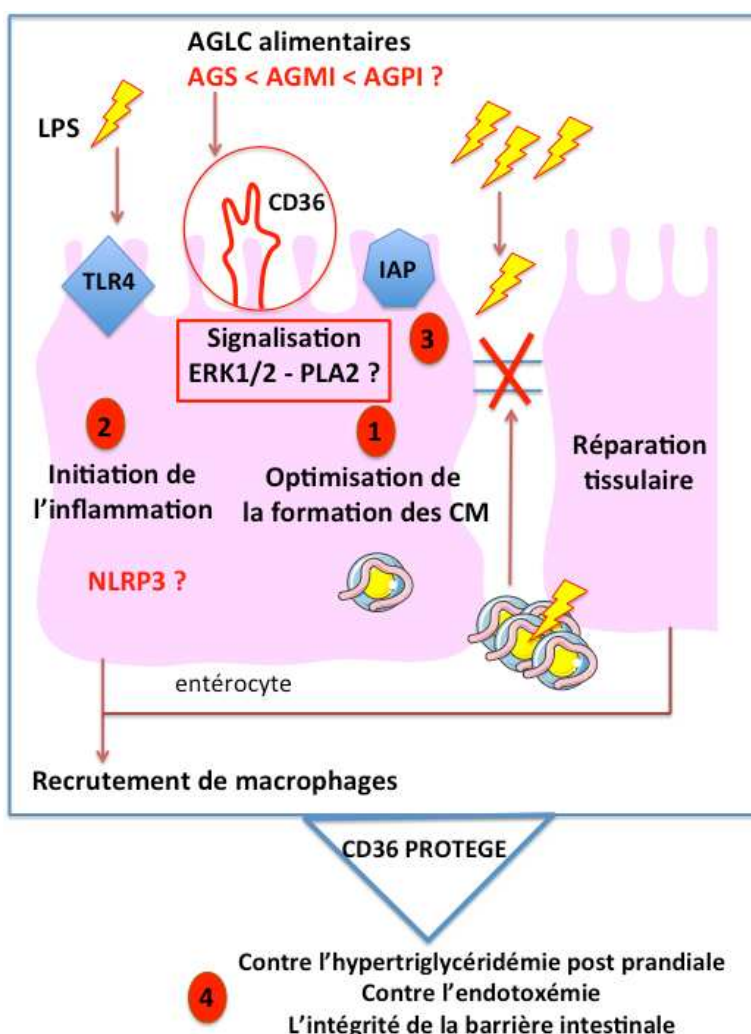 AGLC alimentaires
AGS < AGMI < AGPI ?
LPS
CD36
TLR4
IAP
Signalisation
ERK1/2 - PLA2 ?
3
2
1
Initiation de
l'inflammation
Optimisation de
la formation des CM
Réparation
tissulaire
NLRP3 ?
entérocyte
Recrutement de macrophages
CD36 PROTEGE
4
Contre l'hypertriglycéridémie post prandiale
Contre l'endotoxémie
L'intégrité de la barrière intestinale